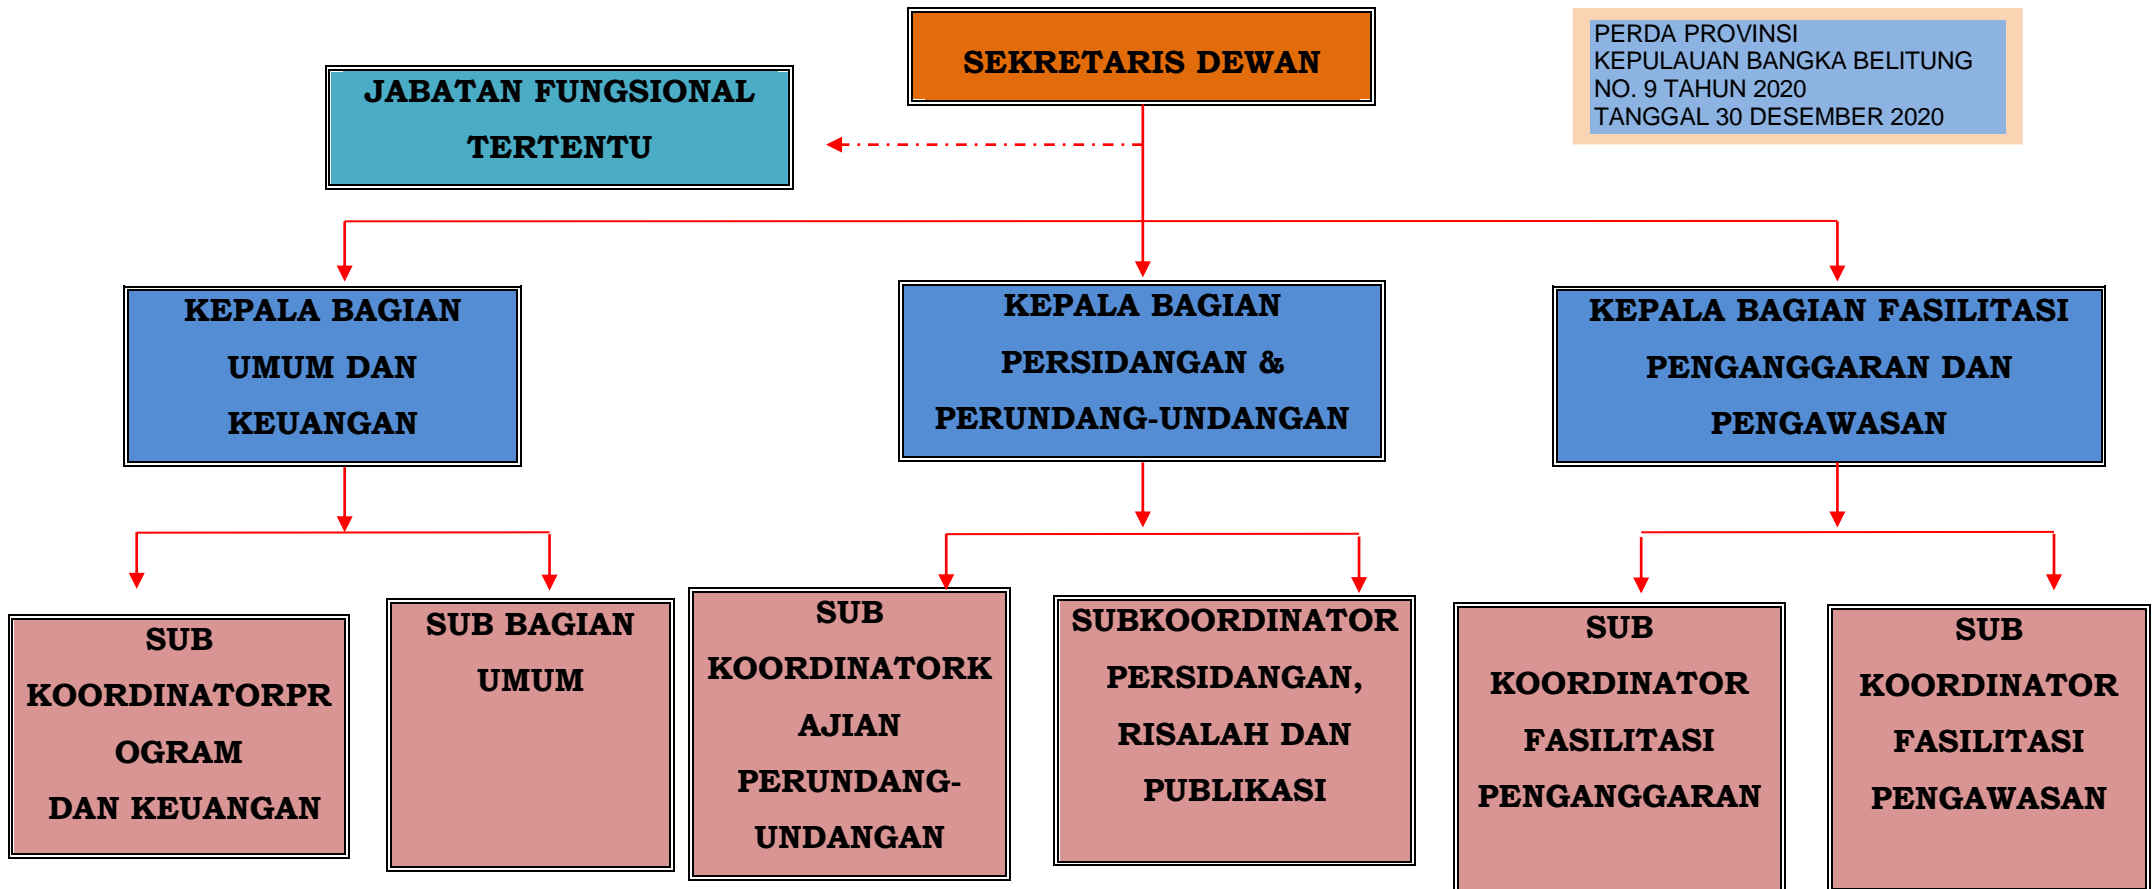 SEKRETARIS DEWAN
PERDA PROVINSI
KEPULAUAN BANGKA BELITUNG
NO. 9 TAHUN 2020
TANGGAL 30 DESEMBER 2020
JABATAN FUNGSIONAL
TERTENTU
KEPALA BAGIAN
UMUM DAN
KEUANGAN
KEPALA BAGIAN
PERSIDANGAN &
PERUNDANG-UNDANGAN
KEPALA BAGIAN FASILITASI
PENGANGGARAN DAN
PENGAWASAN
SUB
KOORDINATORPR
OGRAM
DAN KEUANGAN
SUB BAGIAN
UMUM
SUB
KOORDINATORK
AJIAN
PERUNDANG-
UNDANGAN
SUBKOORDINATOR
PERSIDANGAN,
RISALAH DAN
PUBLIKASI
SUB
KOORDINATOR
FASILITASI
PENGANGGARAN
SUB
KOORDINATOR
FASILITASI
PENGAWASAN